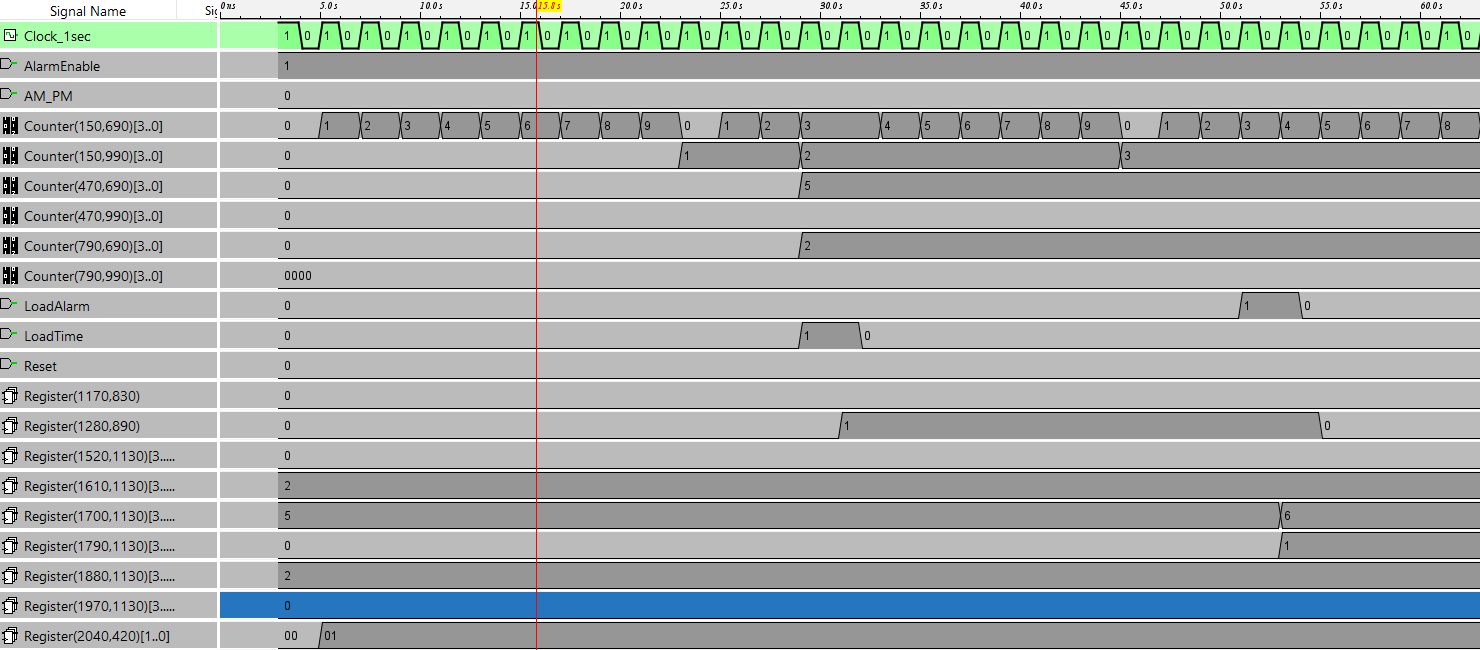 Signal Name Si 0ns 5.0s 10.0s 15.0 15.8s 20.0s 25.0s 30.0s 35.0s 40.0s 45.0s 50.0s 55.0s 60.0s
Clock_1sec 1 0 1 0 1 0 1 0 1 0 1 0 1 0 1 0 1 0 1 0 1 0 1 0 1 0 1 0 1 0 1 0 1 0 1 0 1 0 1 0 1 0 1 0 1 0 1 0 1 0 1 0 1 0 1 0 1 0 1 0
AlarmEnable 1
AM_PM 0
Counter(150,690)[3..0] 0 1 2 3 4 5 6 7 8 9 0 1 2 3 4 5 6 7 8 9 0 1 2 3 4 5 6 7 8
Counter(150,990)[3..0] 0 1 2 3
Counter(470,690)[3..0] 0 5
Counter(470,990)[3..0] 0
Counter(790,690)[3..0] 0 2
Counter(790,990)[3..0] 0000
LoadAlarm 0 1 0
LoadTime 0 1 0
Reset 0
Register(1170,830) 0
Register(1280,890) 0 1 0
Register(1520,1130)[3..... 0
Register(1610,1130)[3..... 2
Register(1700,1130)[3..... 5 6
Register(1790,1130)[3..... 0 1
Register(1880,1130)[3..... 2
Register(1970,1130)[3..... 0
Register(2040,420)[1..0] 00 01